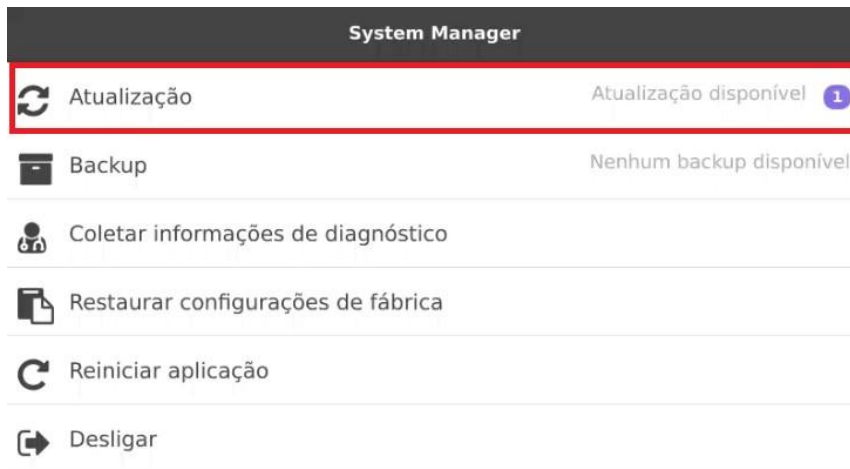 System Manager
Atualização Atualização disponível 1
Backup Nenhum backup disponível
Coletar informações de diagnóstico
Restaurar configurações de fábrica
Reiniciar aplicação
Desligar